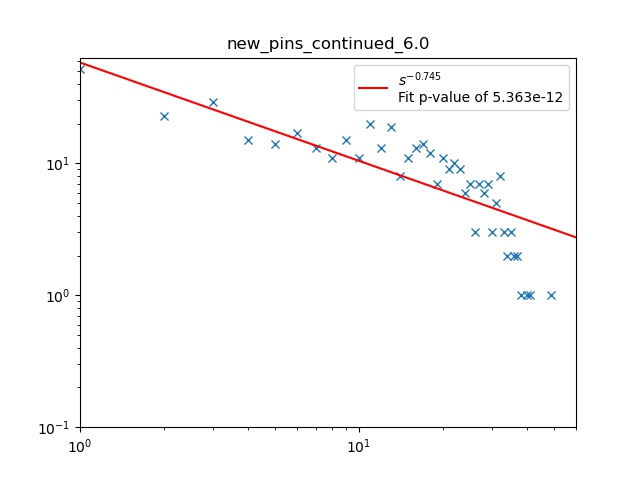 new_pins_continued_6.0
s^{-0.745}
Fit p-value of 5.363e-12
10^1
10^0
10^{-1}
10^0
10^1